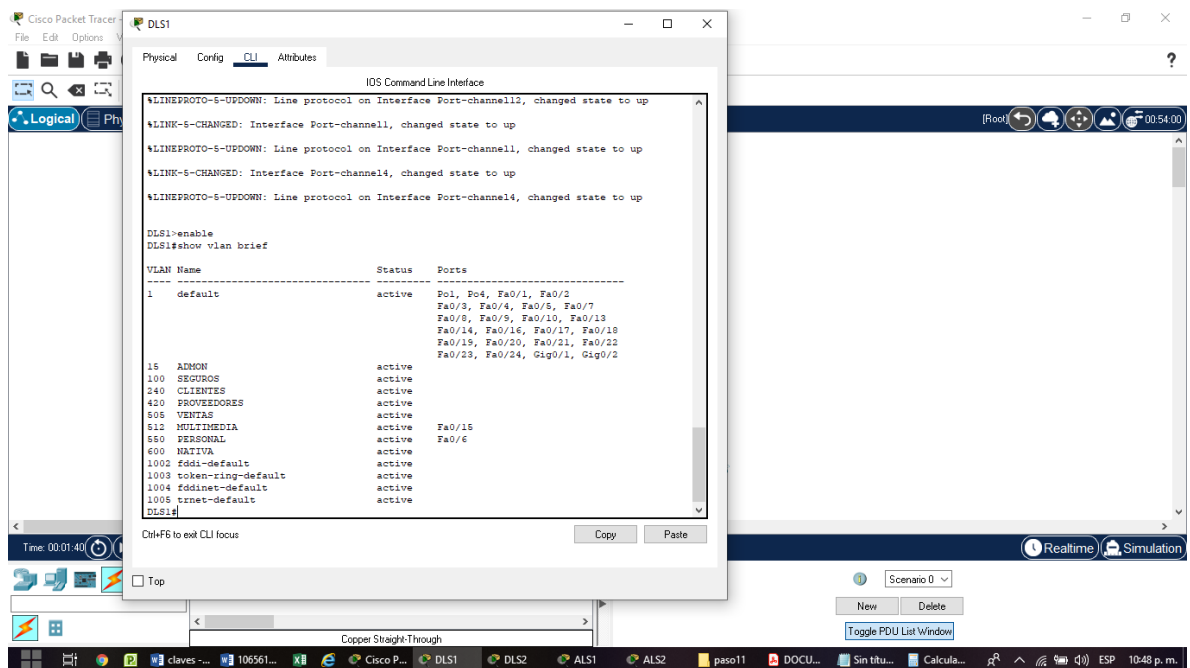 Cisco Packet Tracer -
DLS1
File Edit Options V
Physical Config CLI Attributes
IOS Command Line Interface
Logical
Phy
[Root]
00:54:00
%LINEPROTO-5-UPDOWN: Line protocol on Interface Port-channel12, changed state to up
%LINK-5-CHANGED: Interface Port-channel1, changed state to up
%LINEPROTO-5-UPDOWN: Line protocol on Interface Port-channel1, changed state to up
%LINK-5-CHANGED: Interface Port-channel4, changed state to up
%LINEPROTO-5-UPDOWN: Line protocol on Interface Port-channel4, changed state to up
DLS1>enable
DLS1#show vlan brief
VLAN Name Status Ports
---- -------------------------------- --------- -------------------------------
1 default active Po1, Po4, Fa0/1, Fa0/2
Fa0/3, Fa0/4, Fa0/5, Fa0/7
Fa0/8, Fa0/9, Fa0/10, Fa0/13
Fa0/14, Fa0/16, Fa0/17, Fa0/18
Fa0/19, Fa0/20, Fa0/21, Fa0/22
Fa0/23, Fa0/24, Gig0/1, Gig0/2
15 ADMON active
100 SEGUROS active
240 CLIENTES active
420 PROVEEDORES active
505 VENTAS active
512 MULTIMEDIA active Fa0/15
550 PERSONAL active Fa0/6
600 NATIVA active
1002 fddi-default active
1003 token-ring-default active
1004 fddinet-default active
1005 trnet-default active
DLS1#
Ctrl+F6 to exit CLI focus
Copy Paste
Time: 00:01:40
Realtime Simulation
Top
Scenario 0
New Delete
Toggle PDU List Window
Copper Straight-Through
claves -... 106561... Cisco P... DLS1 DLS2 ALS1 ALS2 paso11 DOCU... Sin títu... Calcula... ESP 10:48 p. m.